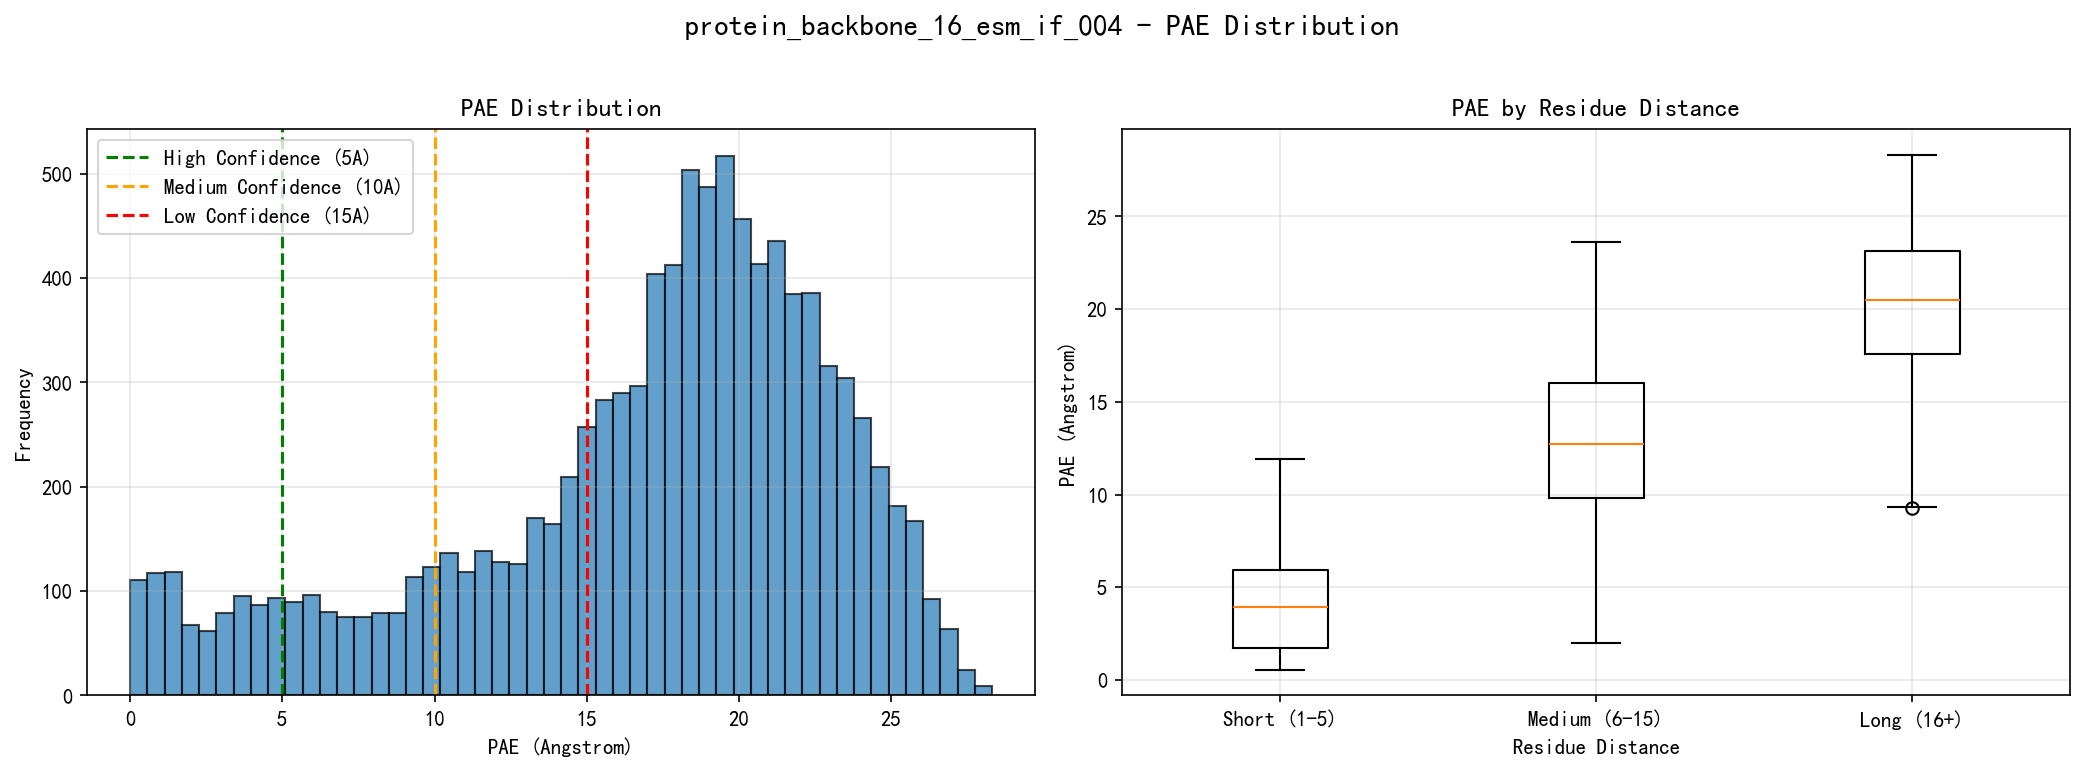 protein_backbone_16_esm_if_004 - PAE Distribution
PAE Distribution
High Confidence (5A)
Medium Confidence (10A)
Low Confidence (15A)
500
400
300
200
100
0
Frequency
0 5 10 15 20 25
PAE (Angstrom)
PAE by Residue Distance
25
20
15
10
5
0
PAE (Angstrom)
Short (1-5) Medium (6-15) Long (16+)
Residue Distance